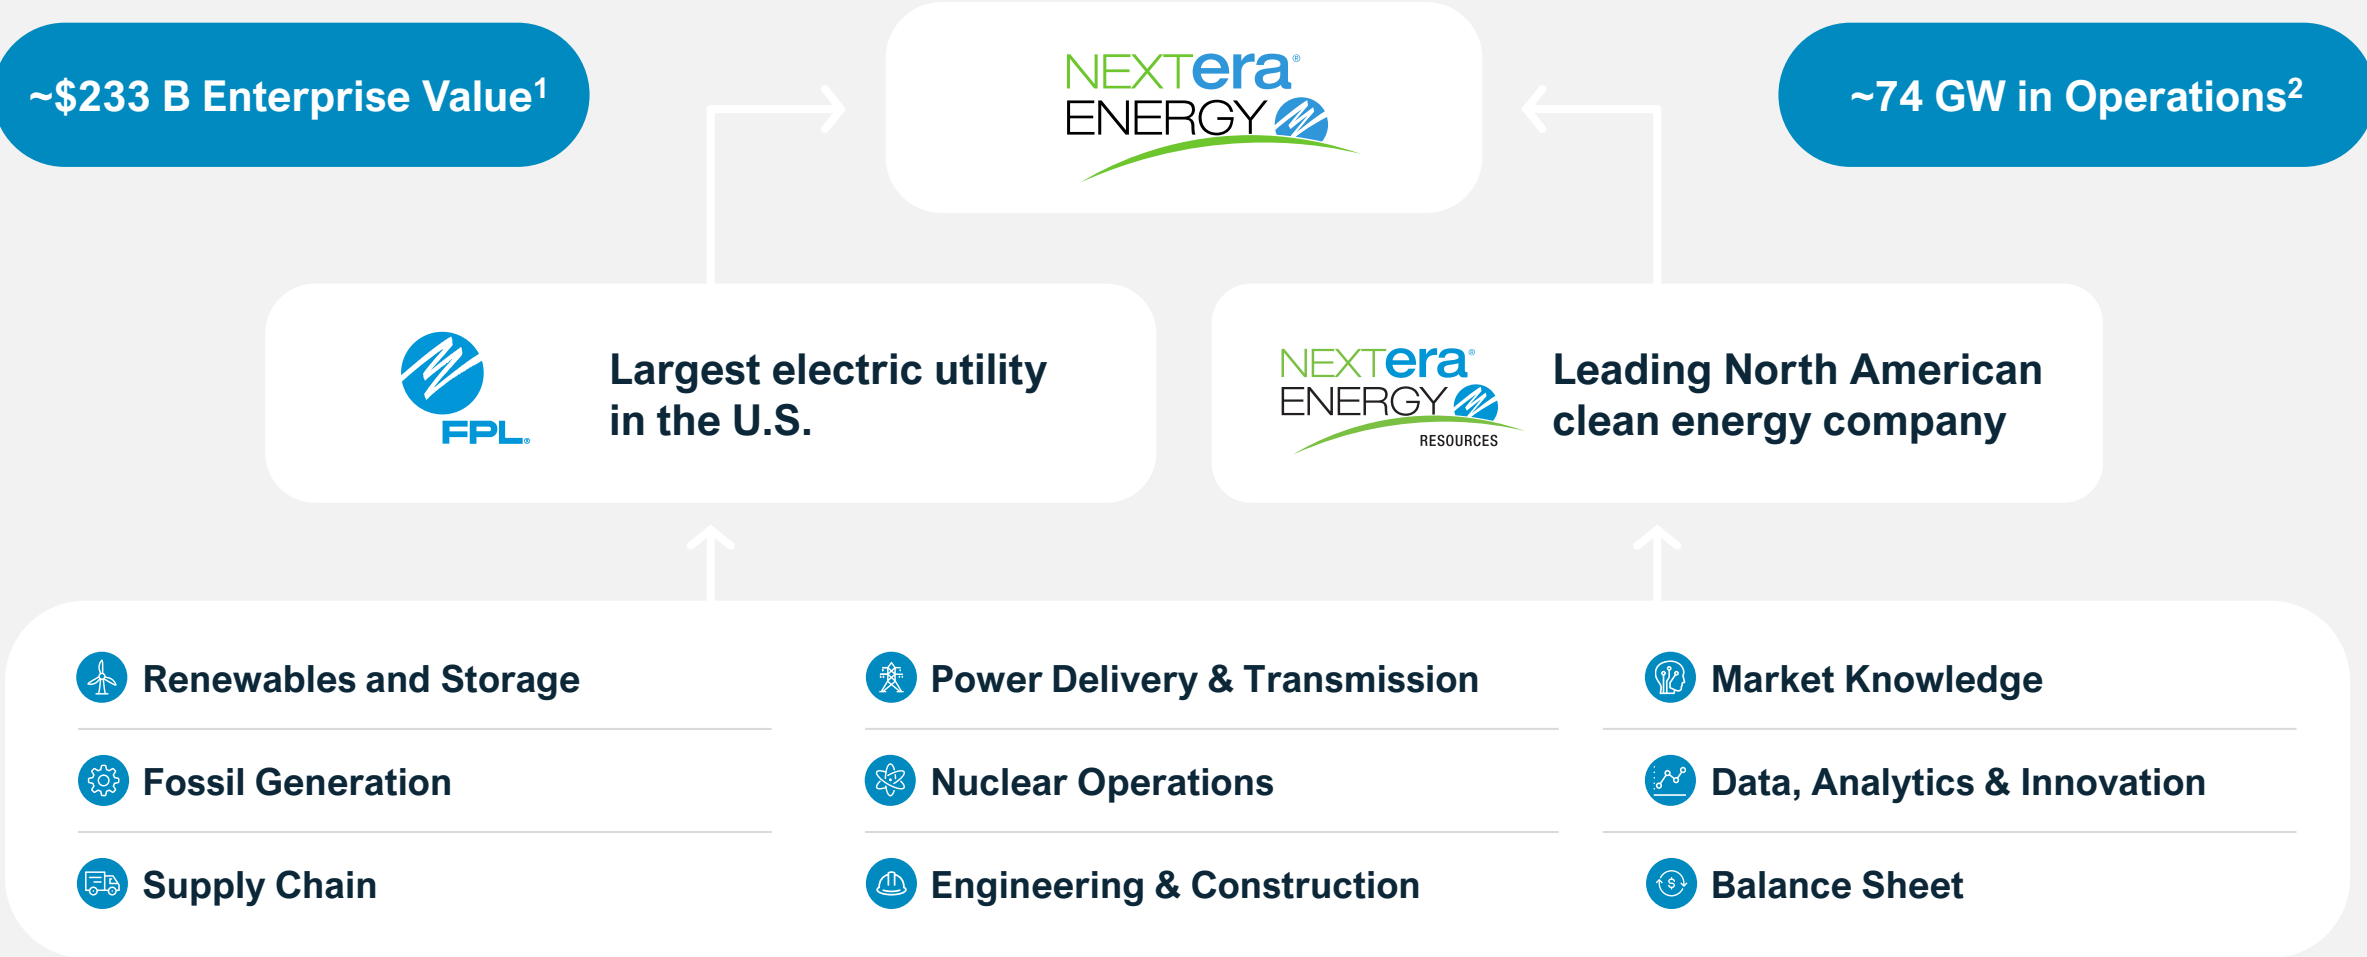 ~$233 B Enterprise Value¹
NEXTera®
ENERGY
~74 GW in Operations²
FPL®
Largest electric utility
in the U.S.
NEXTera®
ENERGY
RESOURCES
Leading North American
clean energy company
Renewables and Storage
Power Delivery & Transmission
Market Knowledge
Fossil Generation
Nuclear Operations
Data, Analytics & Innovation
Supply Chain
Engineering & Construction
Balance Sheet